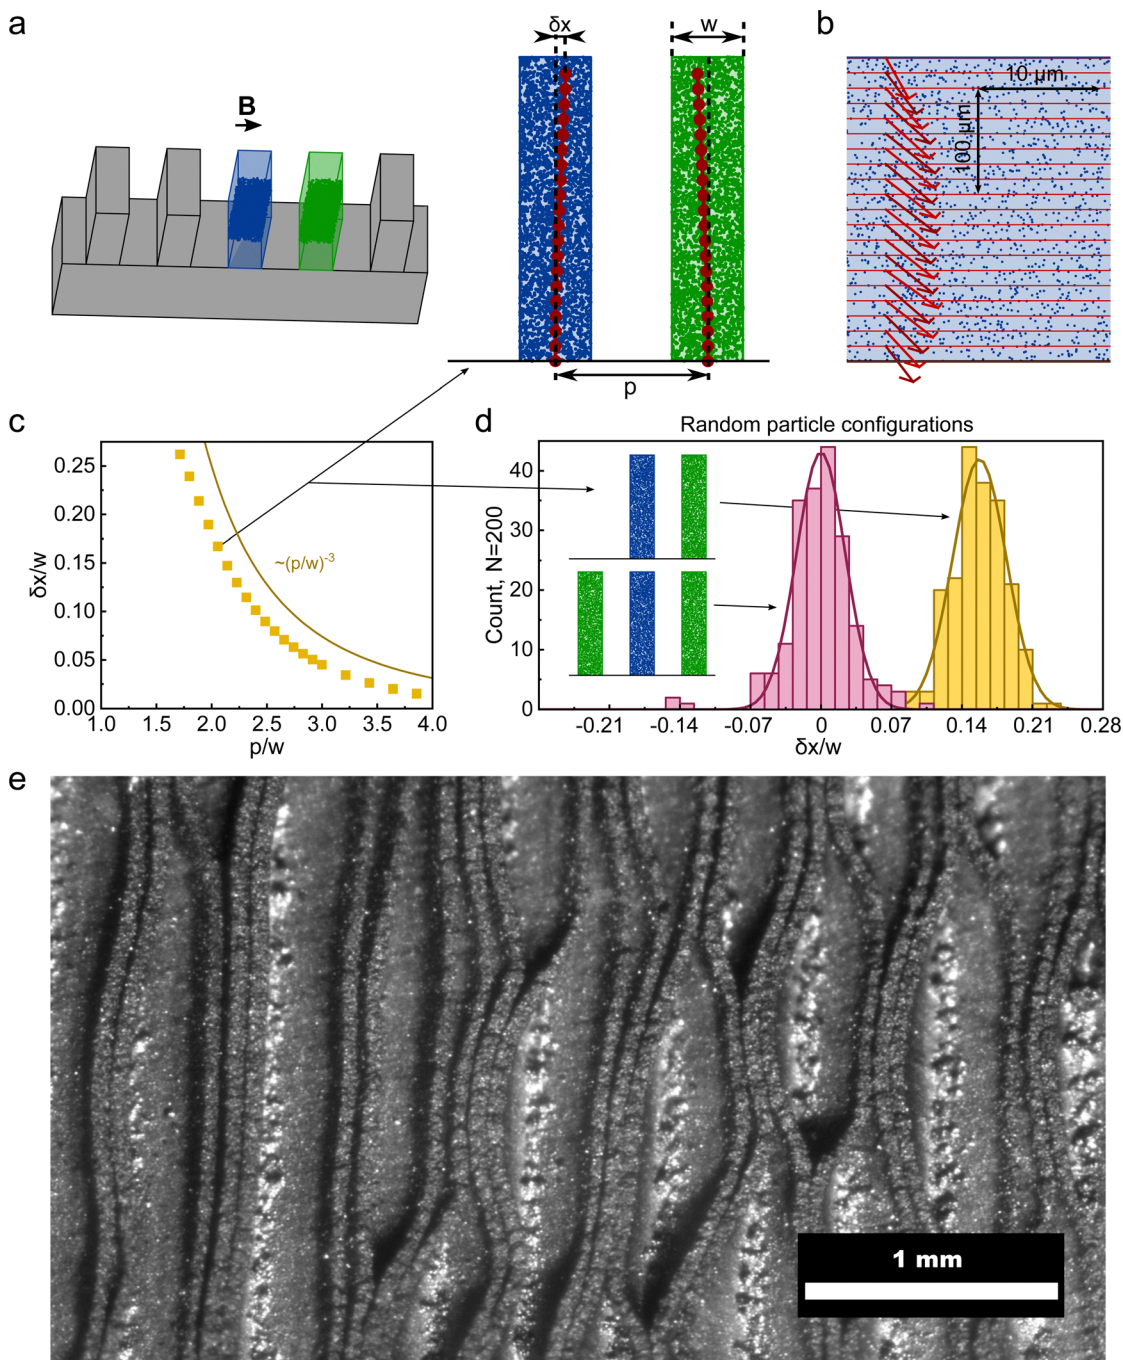 a
B
δx
w
p
b
10 µm
100 µm
c
δx/w
0.25
0.20
0.15
0.10
0.05
0.00
~(p/w)-3
1.0 1.5 2.0 2.5 3.0 3.5 4.0
p/w
d
Random particle configurations
Count, N=200
40
30
20
10
0
-0.21 -0.14 -0.07 0 0.07 0.14 0.21 0.28
δx/w
e
1 mm